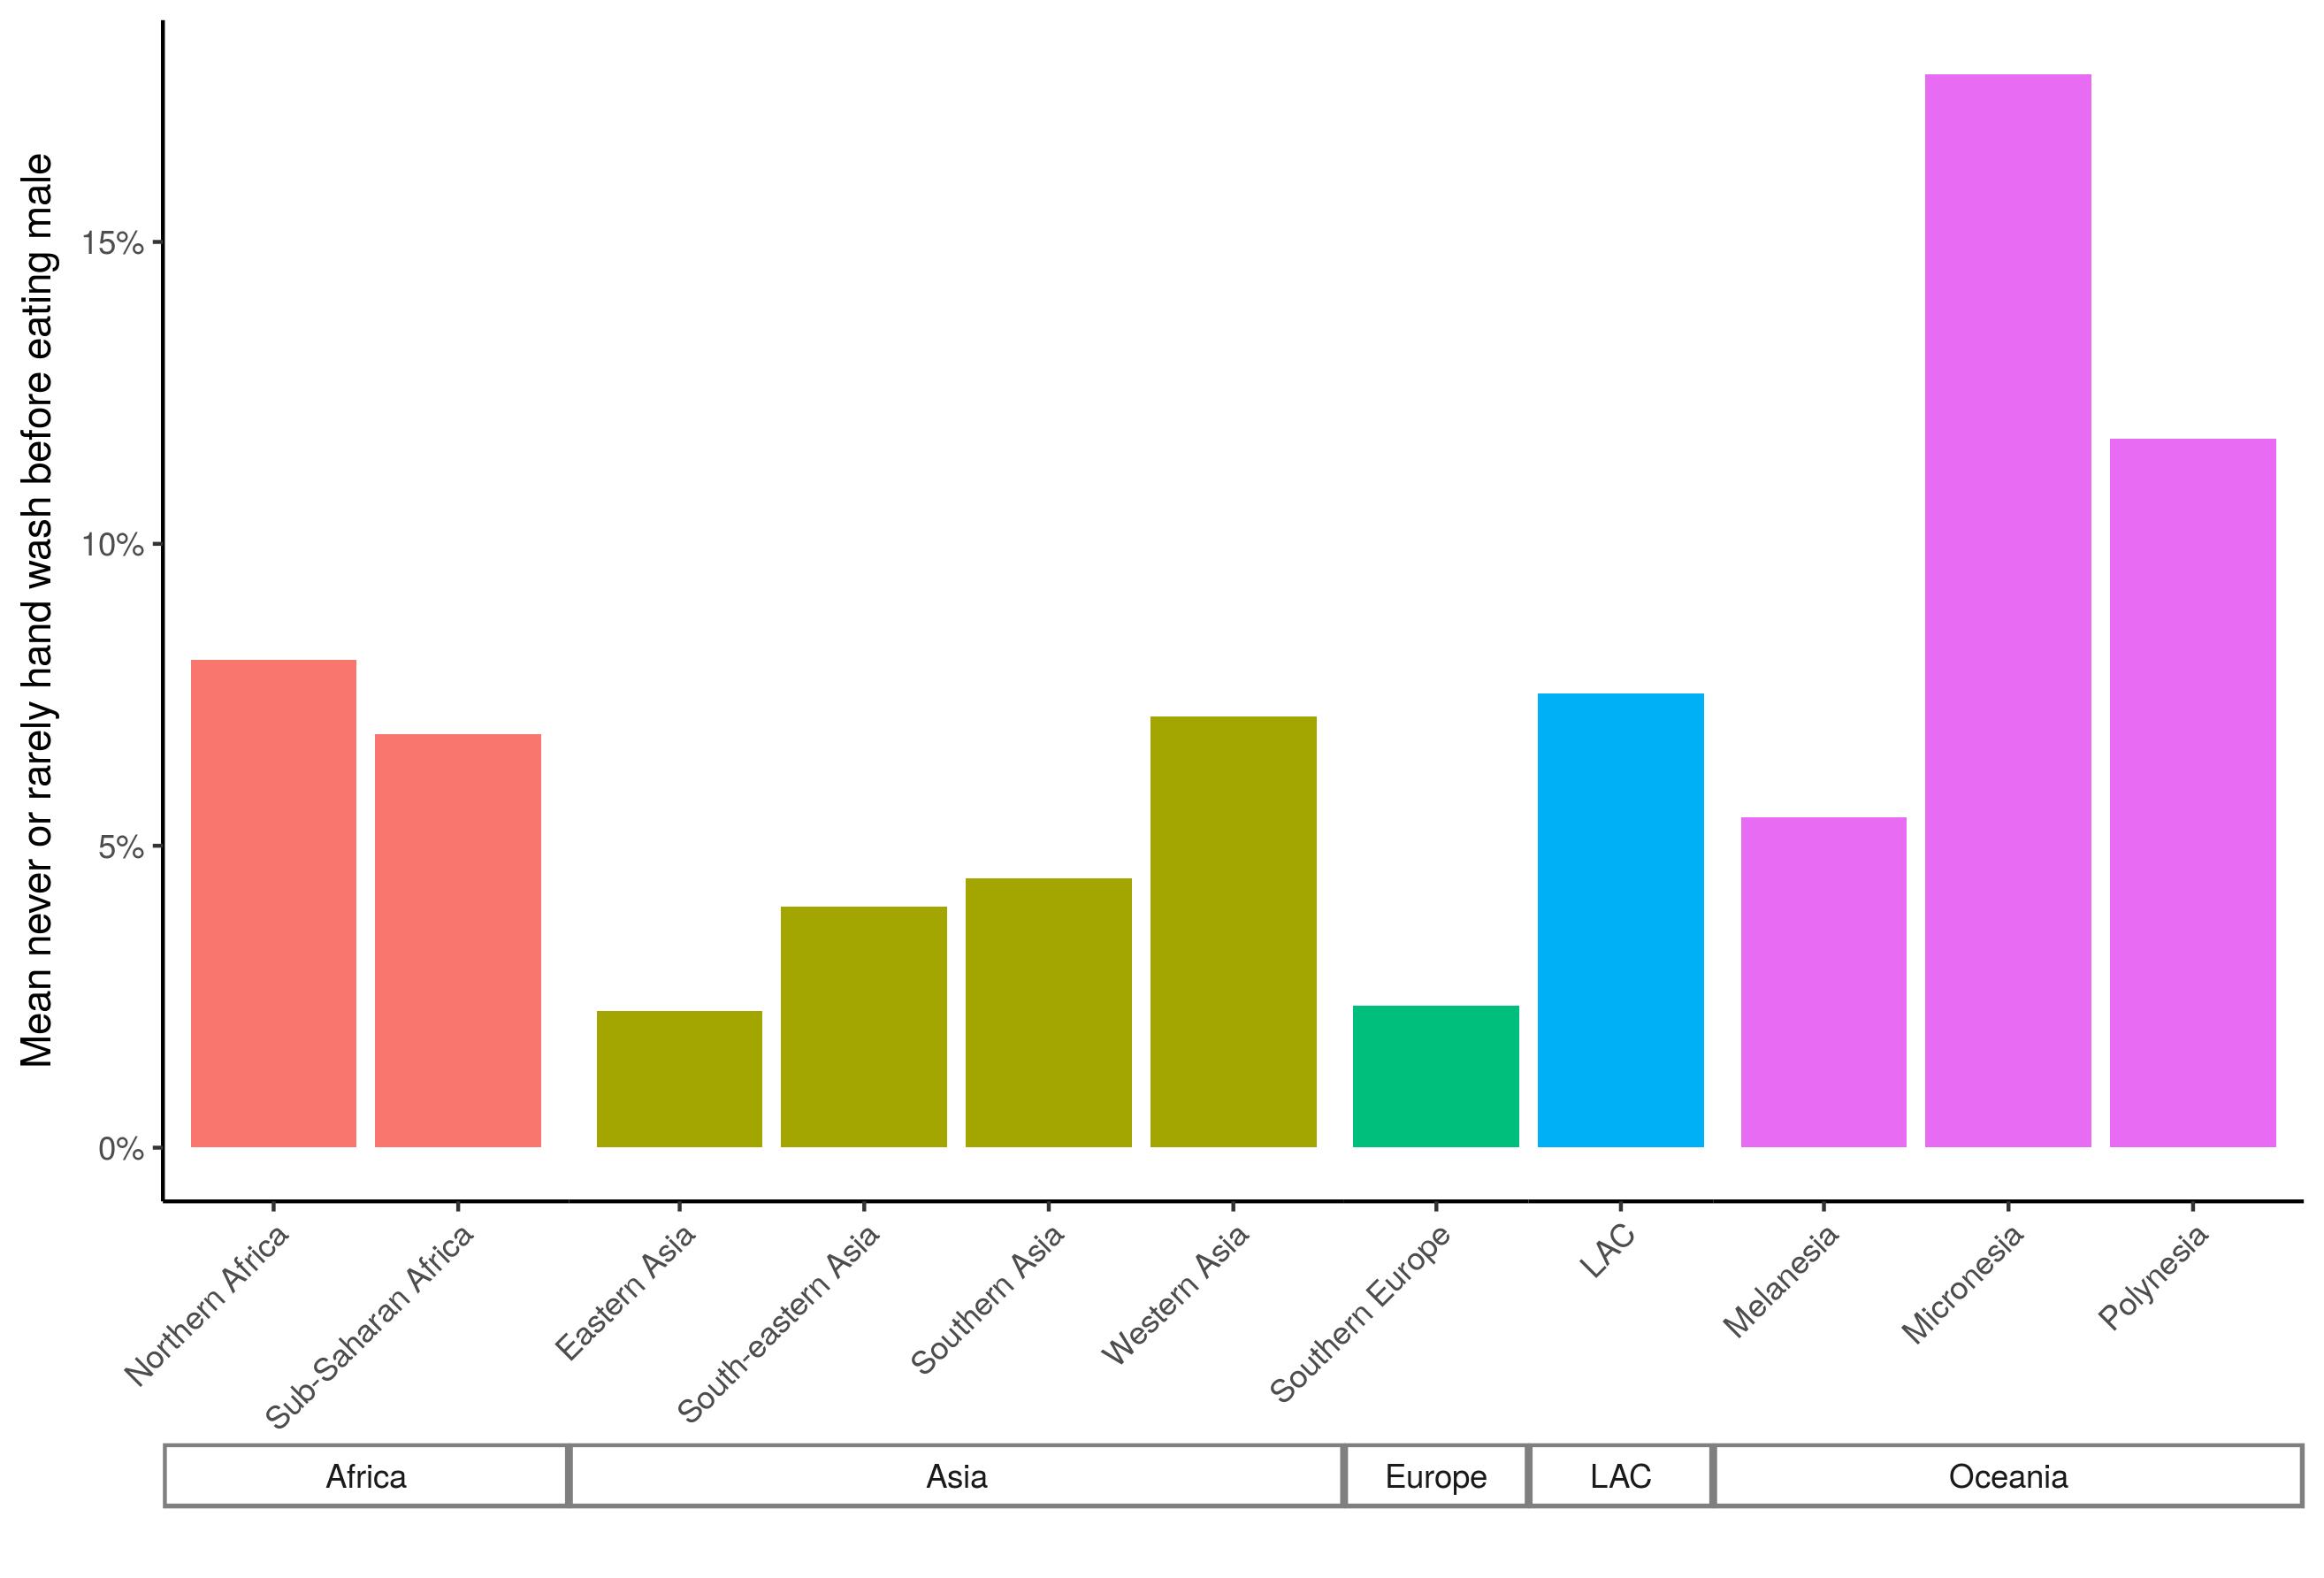 Mean never or rarely hand wash before eating male
15%
10%
5%
0%
Northern Africa
Sub-Saharan Africa
Eastern Asia
South-eastern Asia
Southern Asia
Western Asia
Southern Europe
LAC
Melanesia
Micronesia
Polynesia
Africa
Asia
Europe
LAC
Oceania